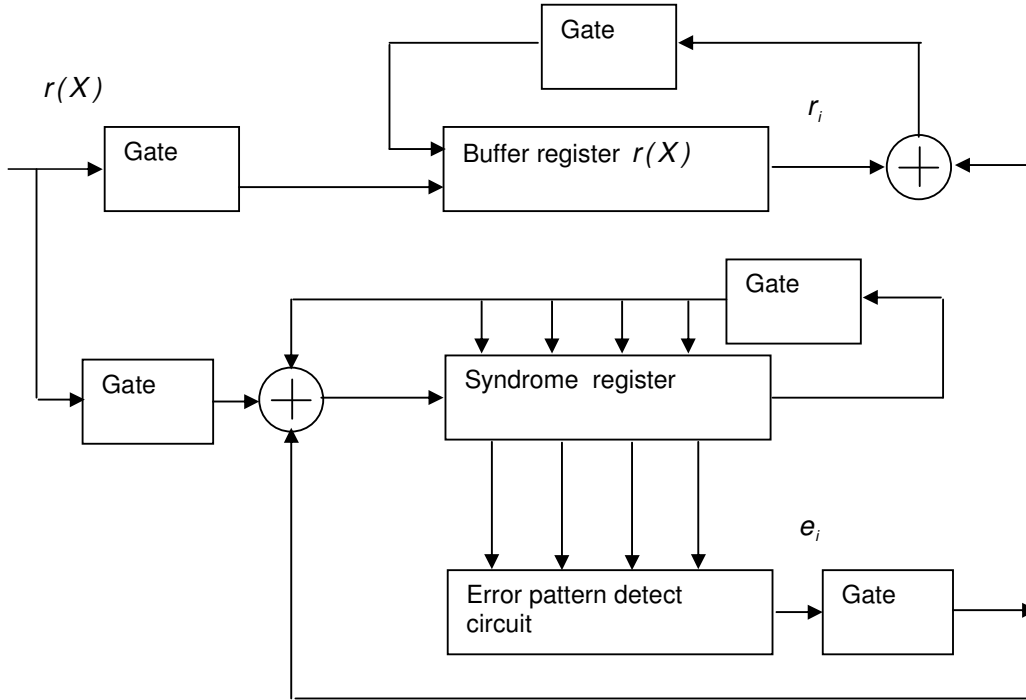 Gate
r(X)
r_i
Gate
Buffer register r(X)
Gate
Gate
Syndrome register
e_i
Error pattern detect
circuit
Gate